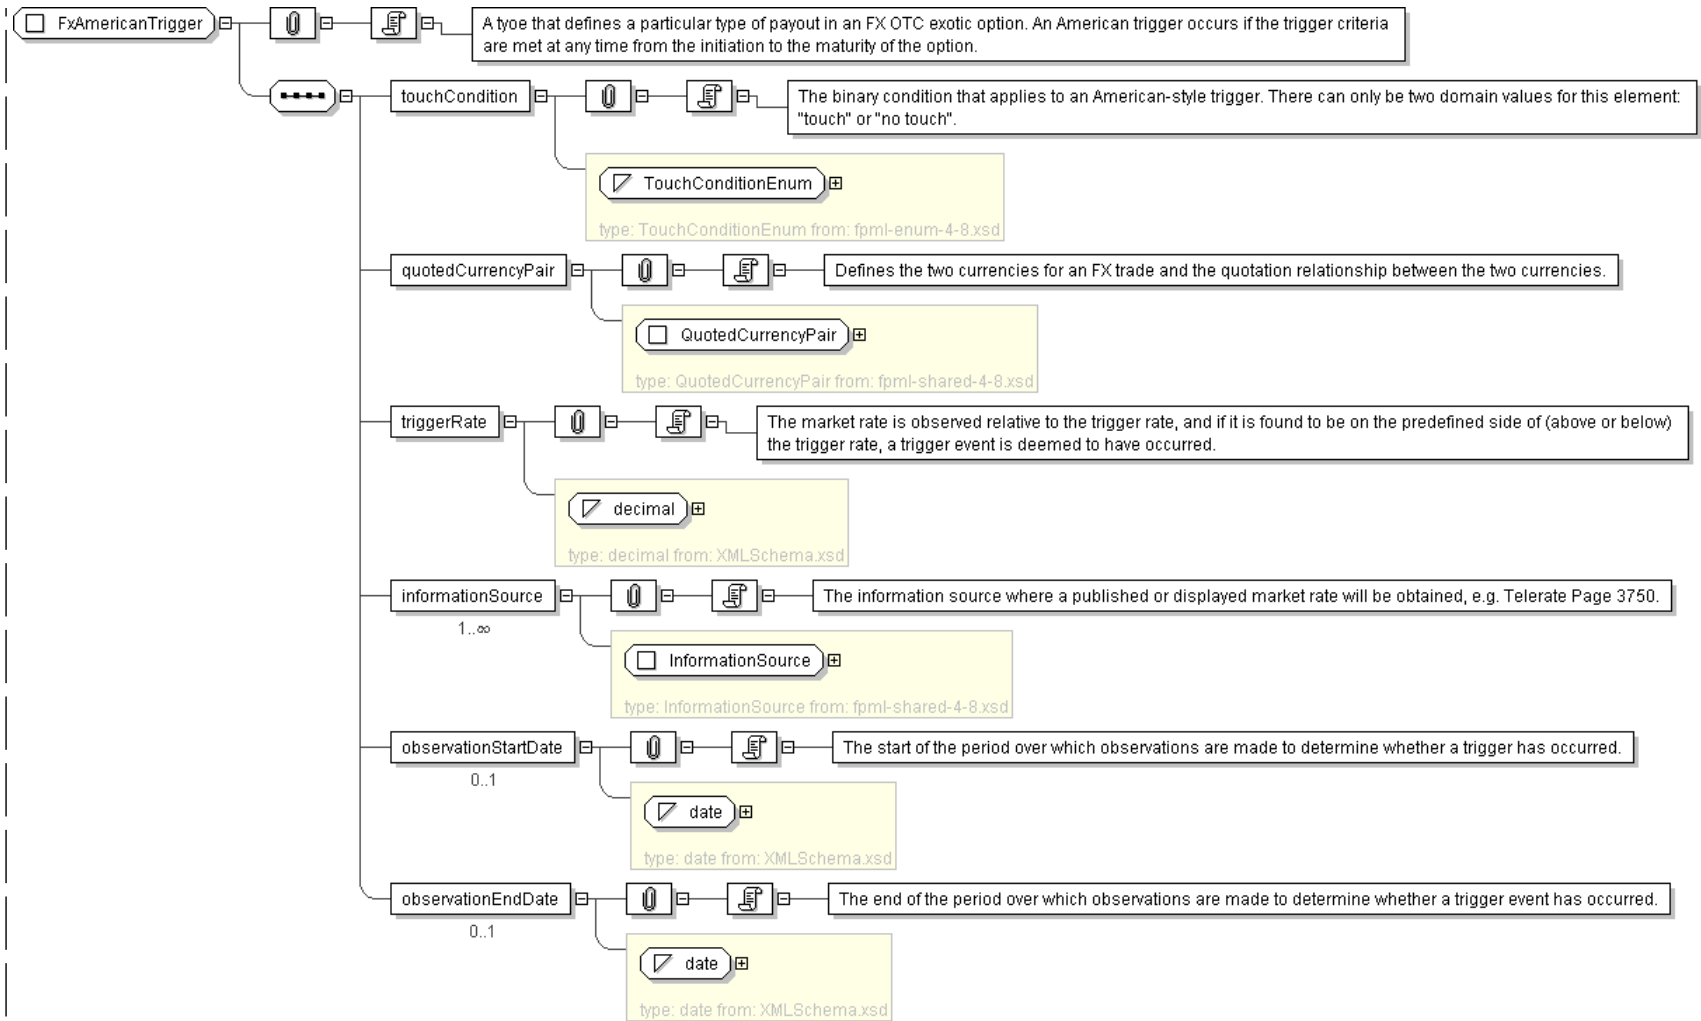 FxAmericanTrigger
A tyoe that defines a particular type of payout in an FX OTC exotic option. An American trigger occurs if the trigger criteria
are met at any time from the initiation to the maturity of the option.
touchCondition
The binary condition that applies to an American-style trigger. There can only be two domain values for this element:
"touch" or "no touch".
TouchConditionEnum
type: TouchConditionEnum from: fpml-enum-4-8.xsd
quotedCurrencyPair
Defines the two currencies for an FX trade and the quotation relationship between the two currencies.
QuotedCurrencyPair
type: QuotedCurrencyPair from: fpml-shared-4-8.xsd
triggerRate
The market rate is observed relative to the trigger rate, and if it is found to be on the predefined side of (above or below)
the trigger rate, a trigger event is deemed to have occurred.
decimal
type: decimal from: XMLSchema.xsd
informationSource
The information source where a published or displayed market rate will be obtained, e.g. Telerate Page 3750.
1..∞
InformationSource
type: InformationSource from: fpml-shared-4-8.xsd
observationStartDate
The start of the period over which observations are made to determine whether a trigger has occurred.
0..1
date
type: date from: XMLSchema.xsd
observationEndDate
The end of the period over which observations are made to determine whether a trigger event has occurred.
0..1
date
type: date from: XMLSchema.xsd